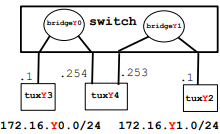 bridgeY0 switch bridgeY1
.1 .254 .253 .1
tuxY3 tuxY4 tuxY2
172.16.Y0.0/24 172.16.Y1.0/24